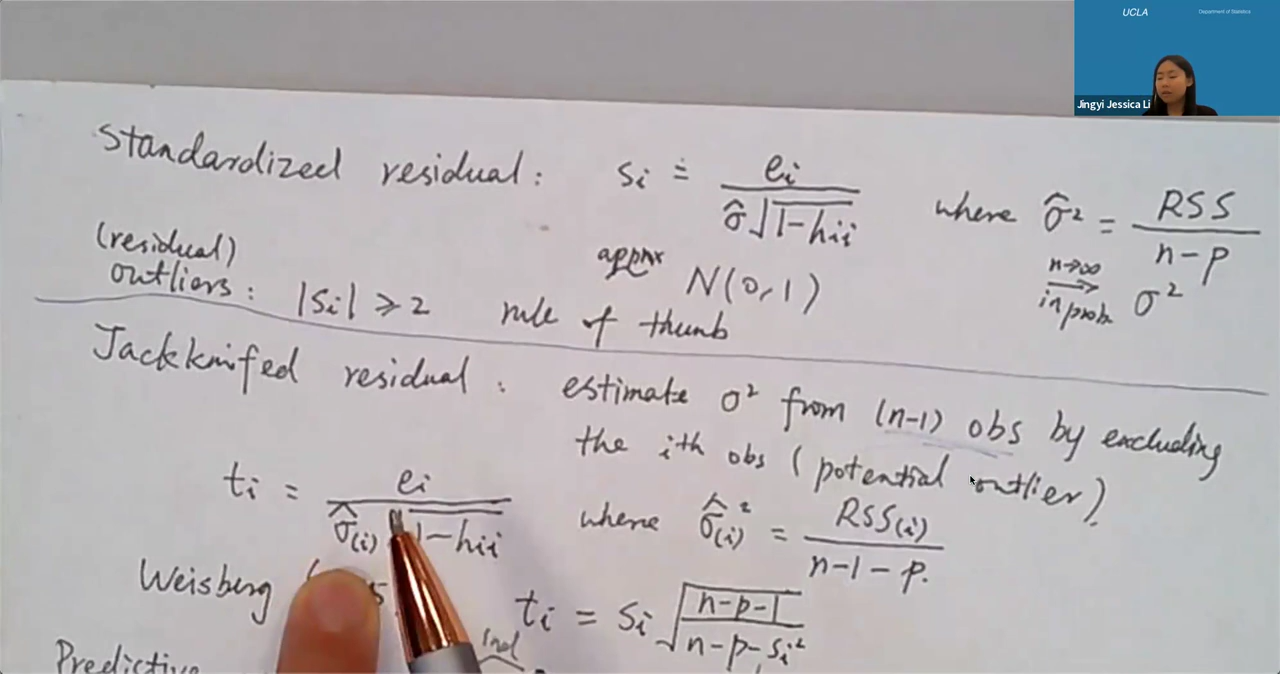 UCLA Department of Statistics
Jingyi Jessica Li
Standardized residual: si ≐ ei / σ̂√1-hii where σ̂² = RSS / n-p
n→∞ in prob. → σ²
approx N(0,1)
(residual)
outliers: |si| ≥ 2 rule of thumb
Jackknifed residual: estimate σ² from (n-1) obs by excluding
the ith obs (potential outlier).
ti = ei / σ̂(i) 1-hii where σ̂(i)² = RSS(i) / n-1-p.
Weisberg ti = si √n-p-1 / n-p-si²
Predictive